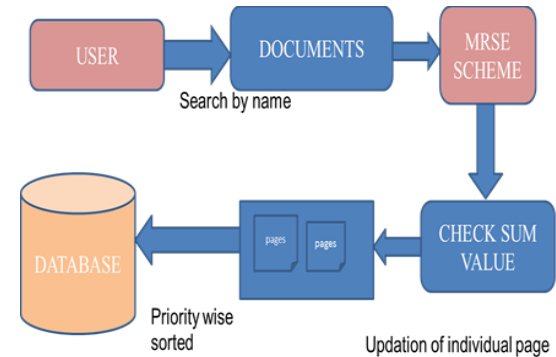 USER
DOCUMENTS
MRSE
SCHEME
Search by name
DATABASE
pages
pages
CHECK SUM
VALUE
Priority wise
sorted
Updation of individual page